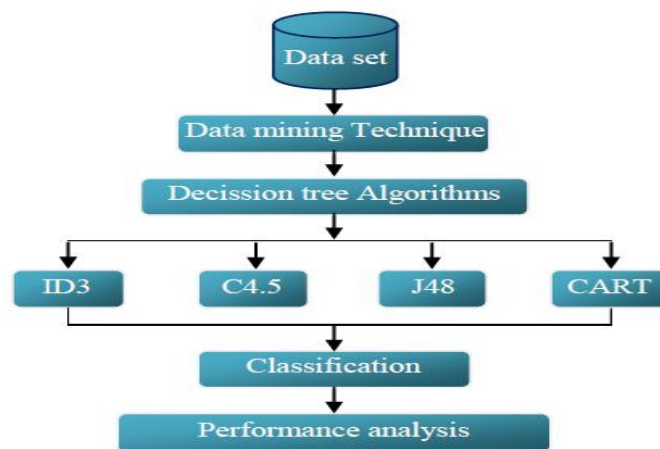 Data set
Data mining Technique
Decission tree Algorithms
ID3
C4.5
J48
CART
Classification
Performance analysis